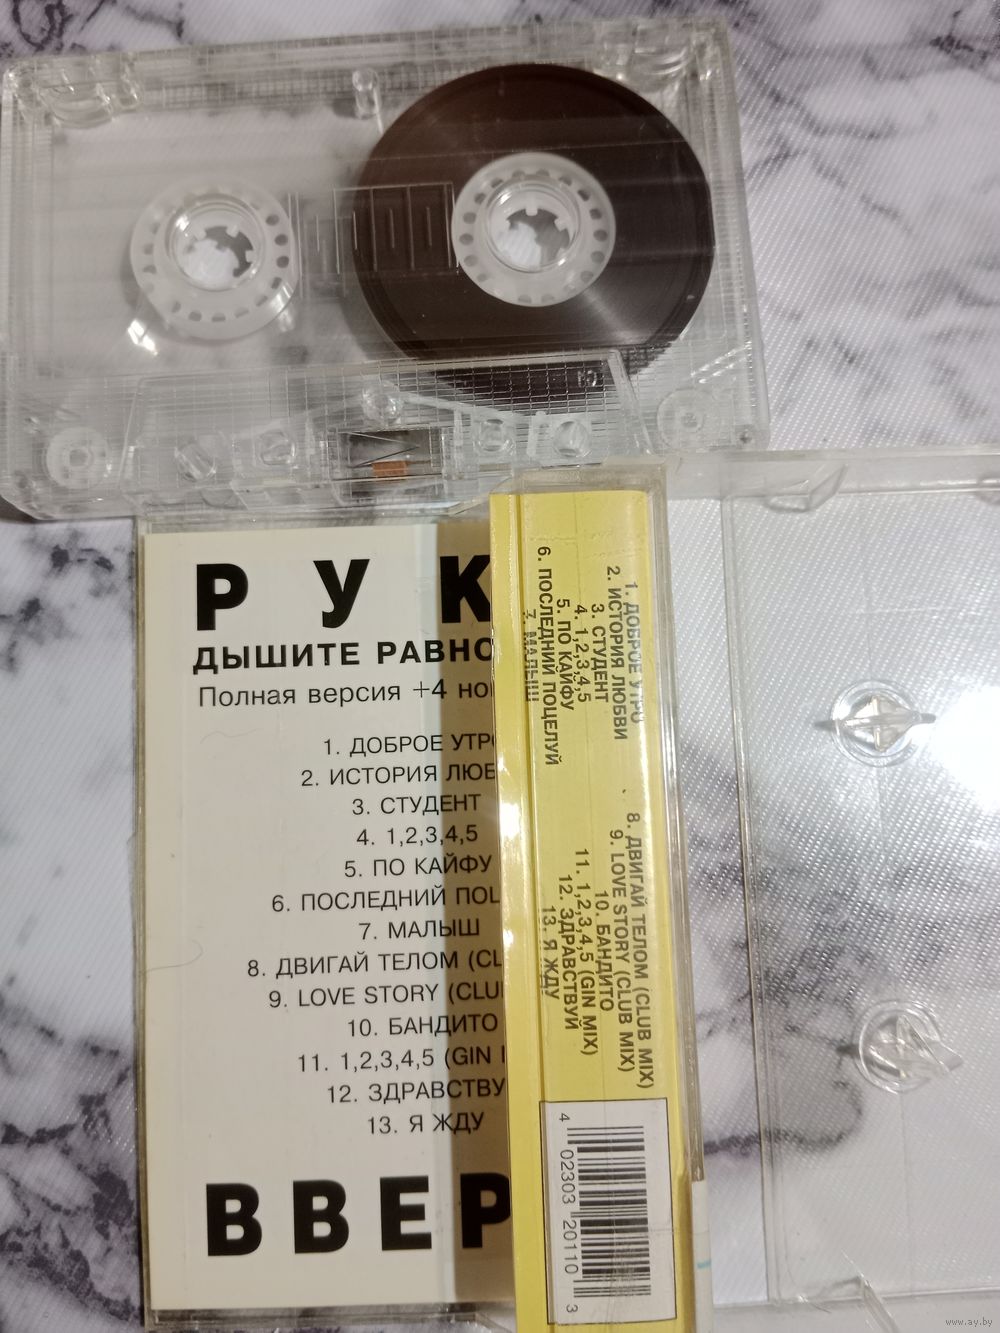 РУК
ДЫШИТЕ РАВНО
Полная версия +4 но
1. ДОБРОЕ УТРО
2. ИСТОРИЯ ЛЮБ
3. СТУДЕНТ
4. 1,2,3,4,5
5. ПО КАЙФУ
6. ПОСЛЕДНИЙ ПОЦ
7. МАЛЫШ
8. ДВИГАЙ ТЕЛОМ (CL
9. LOVE STORY (CLU
10. БАНДИТО
11. 1,2,3,4,5 (GIN
12. ЗДРАВСТВУ
13. Я ЖДУ
ВВЕР
1. ДОБРОЕ УТРО
2. ИСТОРИЯ ЛЮБВИ
3. СТУДЕНТ
4. 1,2,3,4,5
5. ПО КАЙФУ
6. ПОСЛЕДНИЙ ПОЦЕЛУЙ
7. МАЛЫШ
8. ДВИГАЙ ТЕЛОМ (CLUB MIX)
9. LOVE STORY (CLUB MIX)
10. БАНДИТО
11. 1,2,3,4,5 (GIN MIX)
12. ЗДРАВСТВУЙ
13. Я ЖДУ
4 02303 20110 3
www.ay.by